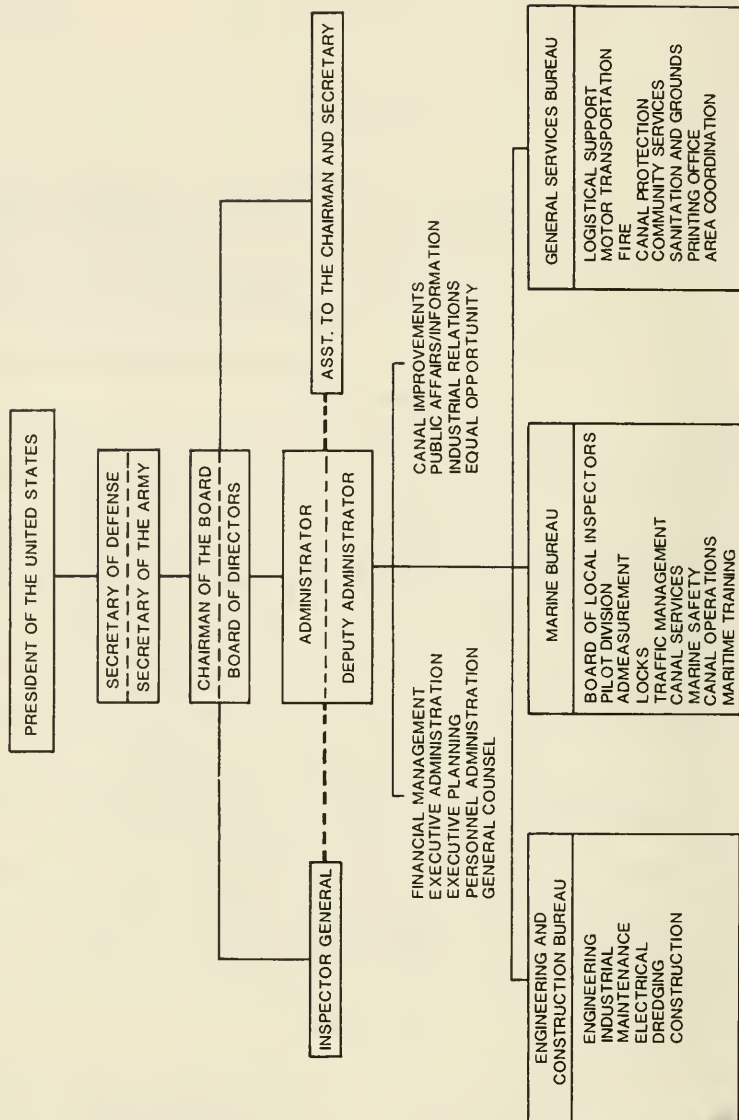 PRESIDENT OF THE UNITED STATES
SECRETARY OF DEFENSE
SECRETARY OF THE ARMY
CHAIRMAN OF THE BOARD
BOARD OF DIRECTORS
INSPECTOR GENERAL
ADMINISTRATOR
DEPUTY ADMINISTRATOR
ASST. TO THE CHAIRMAN AND SECRETARY
FINANCIAL MANAGEMENT
EXECUTIVE ADMINISTRATION
EXECUTIVE PLANNING
PERSONNEL ADMINISTRATION
GENERAL COUNSEL
CANAL IMPROVEMENTS
PUBLIC AFFAIRS/INFORMATION
INDUSTRIAL RELATIONS
EQUAL OPPORTUNITY
ENGINEERING AND
CONSTRUCTION BUREAU
ENGINEERING
INDUSTRIAL
MAINTENANCE
ELECTRICAL
DREDGING
CONSTRUCTION
MARINE BUREAU
BOARD OF LOCAL INSPECTORS
PILOT DIVISION
ADMEASUREMENT
LOCKS
TRAFFIC MANAGEMENT
CANAL SERVICES
MARINE SAFETY
CANAL OPERATIONS
MARITIME TRAINING
GENERAL SERVICES BUREAU
LOGISTICAL SUPPORT
MOTOR TRANSPORTATION
FIRE
CANAL PROTECTION
COMMUNITY SERVICES
SANITATION AND GROUNDS
PRINTING OFFICE
AREA COORDINATION